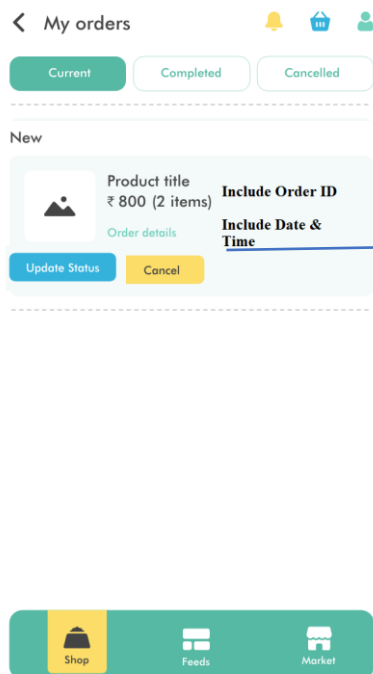 My orders
Current Completed Cancelled
New
Product title
₹ 800 (2 items)
Include Order ID
Order details
Include Date &
Time
Update Status Cancel
Shop Feeds Market